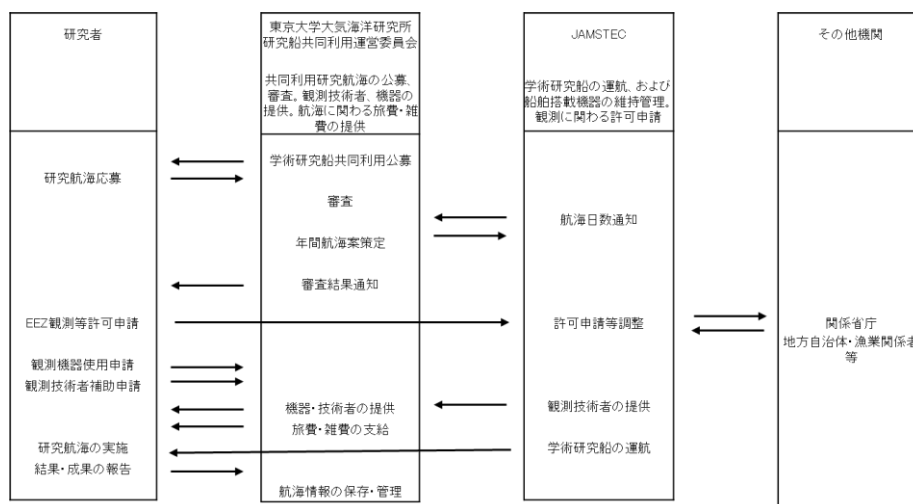 研究者
東京大学大気海洋研究所
研究船共同利用運営委員会
共同利用研究航海の公募、
審査。観測技術者、機器の
提供。航海に関わる旅費・雑
費の提供
JAMSTEC
学術研究船の運航、および
船舶搭載機器の維持管理。
観測に関わる許可申請
その他機関
学術研究船共同利用公募
研究航海応募
審査
航海日数通知
年間航海案策定
審査結果通知
EEZ観測等許可申請
許可申請等調整
関係省庁
地方自治体・漁業関係者
等
観測機器使用申請
観測技術者補助申請
機器・技術者の提供
観測技術者の提供
旅費・雑費の支給
研究航海の実施
学術研究船の運航
結果・成果の報告
航海情報の保存・管理